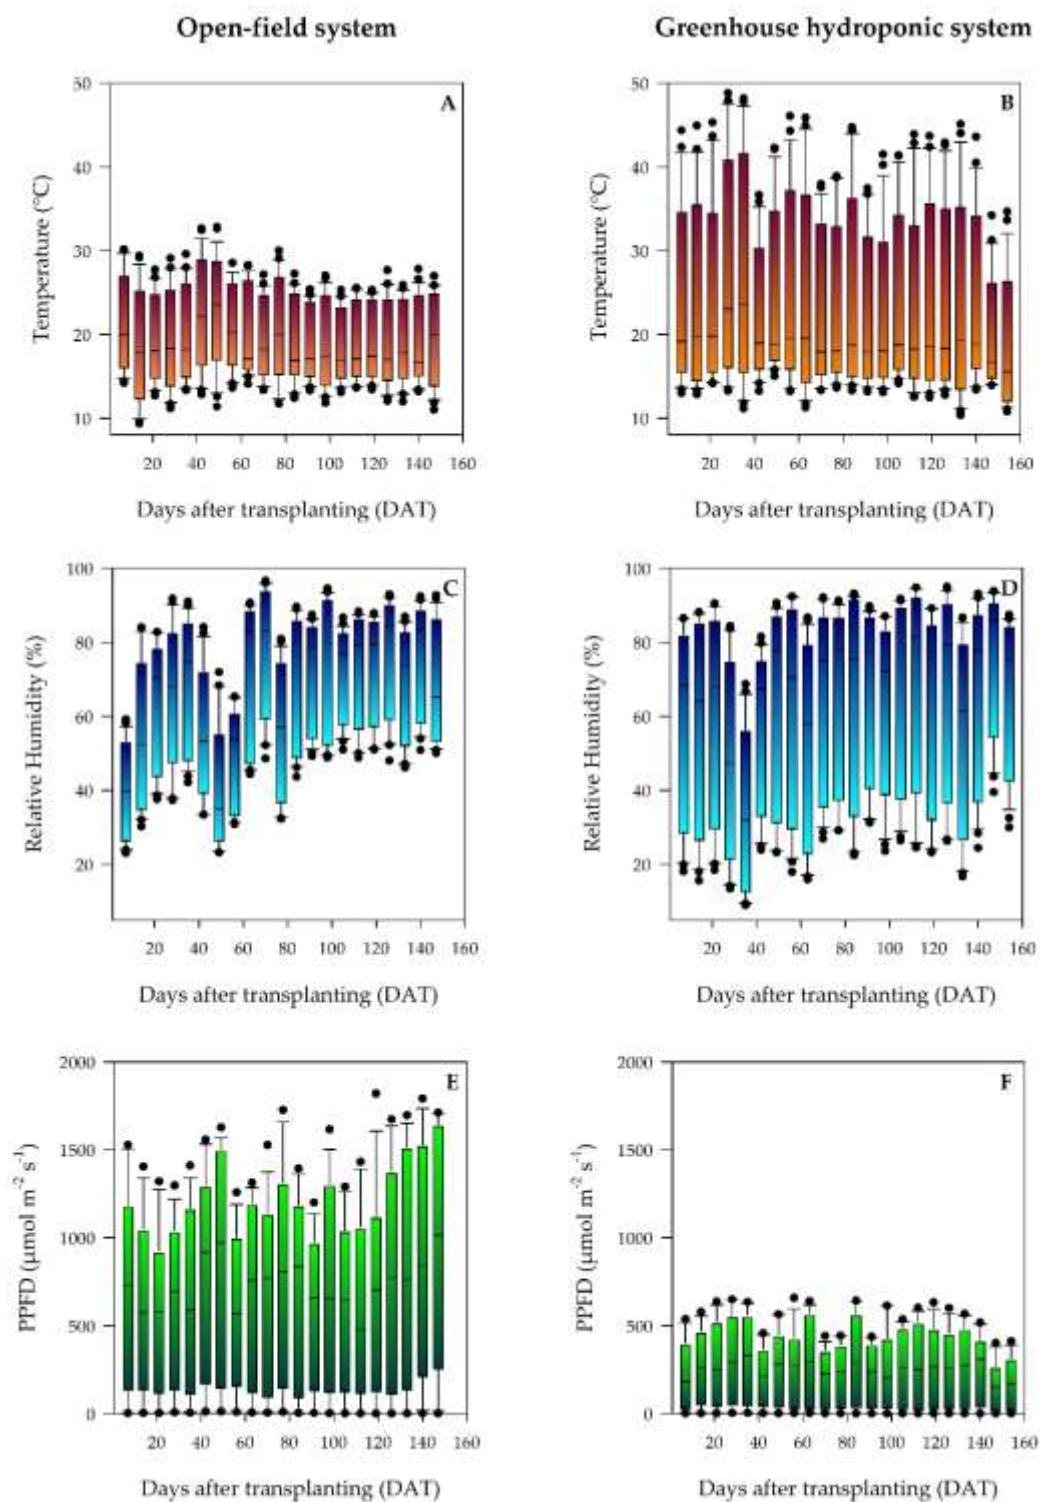 Open-field system
Greenhouse hydroponic system
A
Temperature (°C)
50
40
30
20
10
20 40 60 80 100 120 140 160
Days after transplanting (DAT)
B
Temperature (°C)
50
40
30
20
10
20 40 60 80 100 120 140 160
Days after transplanting (DAT)
C
Relative Humidity (%)
100
80
60
40
20
20 40 60 80 100 120 140 160
Days after transplanting (DAT)
D
Relative Humidity (%)
100
80
60
40
20
20 40 60 80 100 120 140 160
Days after transplanting (DAT)
E
PPFD (µmol m⁻² s⁻¹)
2000
1500
1000
500
0
20 40 60 80 100 120 140 160
Days after transplanting (DAT)
F
PPFD (µmol m⁻² s⁻¹)
2000
1500
1000
500
0
20 40 60 80 100 120 140 160
Days after transplanting (DAT)